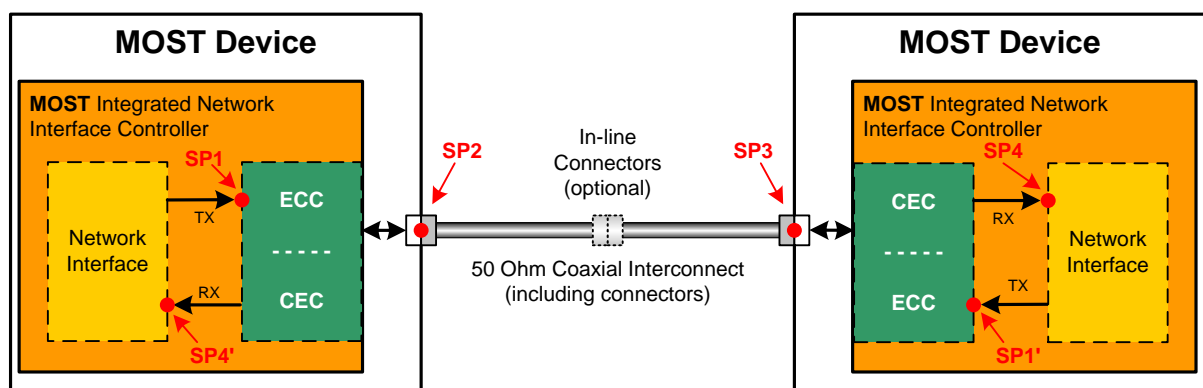 MOST Device
MOST Integrated Network
Interface Controller
SP1
TX
ECC
Network
Interface
- - - - -
RX
CEC
SP4'
SP2
In-line
Connectors
(optional)
SP3
50 Ohm Coaxial Interconnect
(including connectors)
MOST Device
MOST Integrated Network
Interface Controller
SP4
CEC
RX
- - - - -
Network
Interface
TX
ECC
SP1'